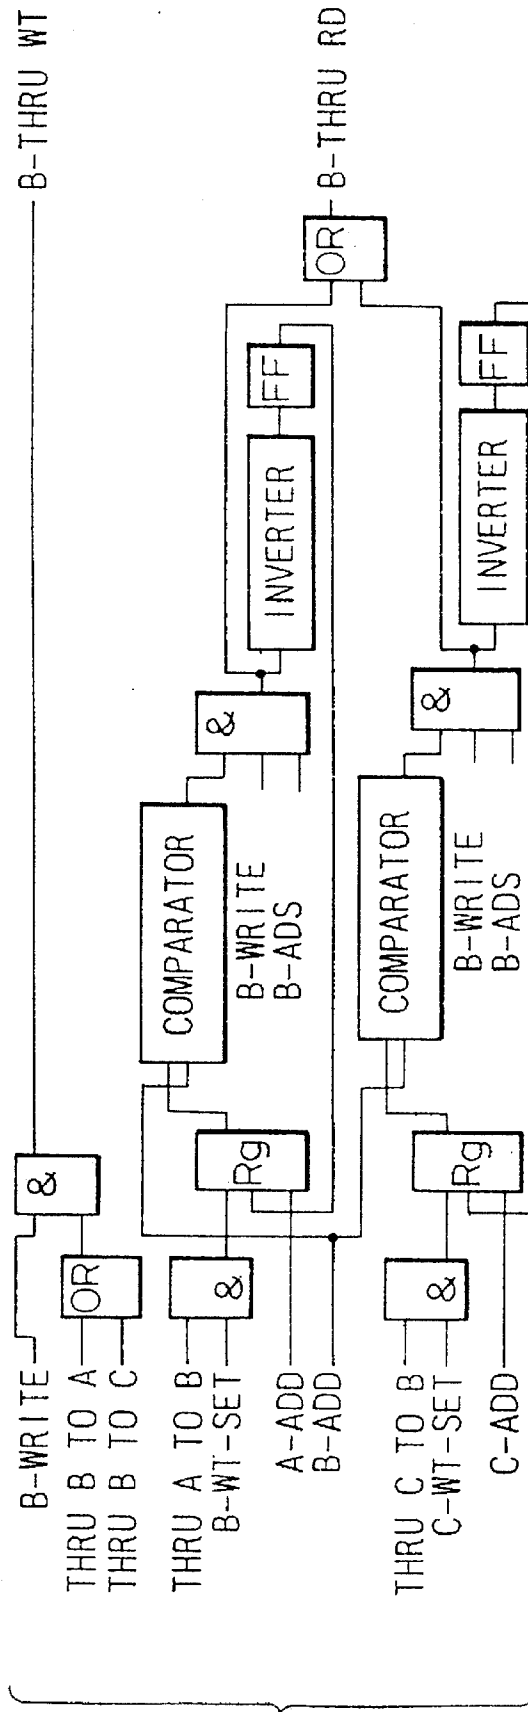 B-WRITE
THRU B TO A
THRU B TO C
OR
&
B-THRU WT
THRU A TO B
B-WT-SET
&
A-ADD
B-ADD
Rg
COMPARATOR
B-WRITE
B-ADS
&
INVERTER
FF
OR
B-THRU RD
THRU C TO B
C-WT-SET
&
C-ADD
Rg
COMPARATOR
B-WRITE
B-ADS
&
INVERTER
FF